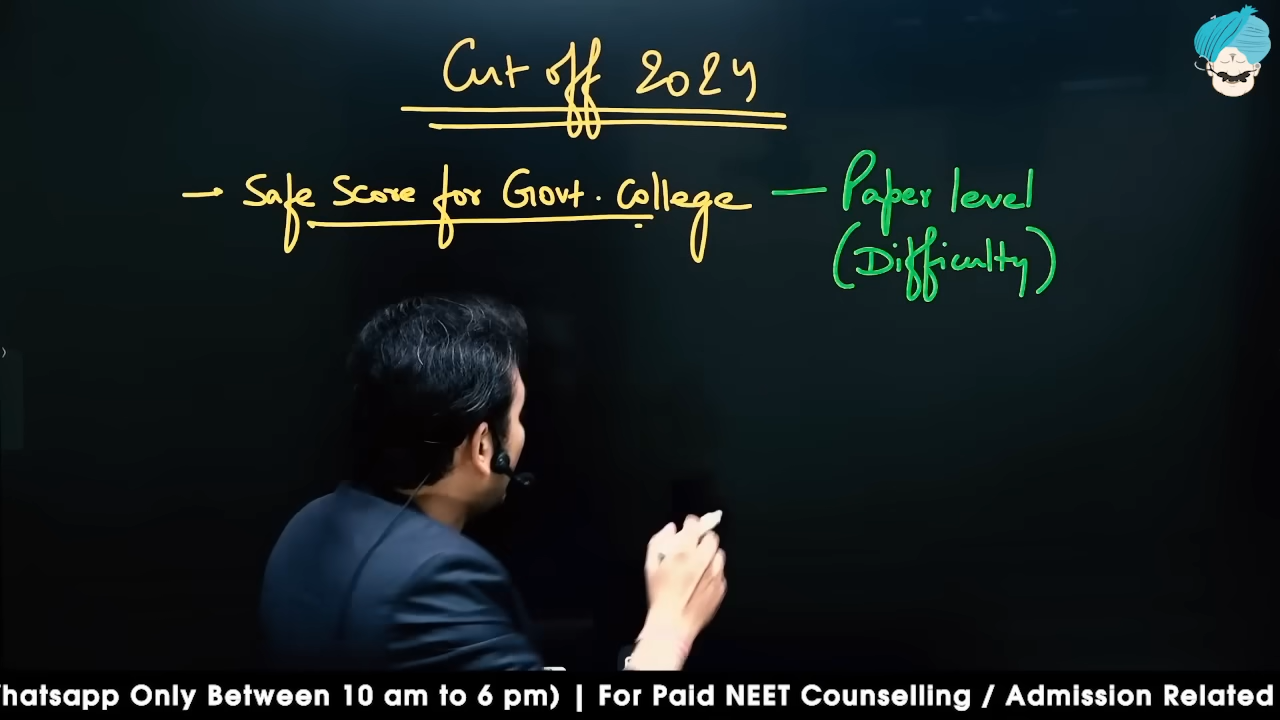 Cut off 2024
→ Safe Score for Govt. College — Paper level
(Difficulty)
hatsapp Only Between 10 am to 6 pm) | For Paid NEET Counselling / Admission Related